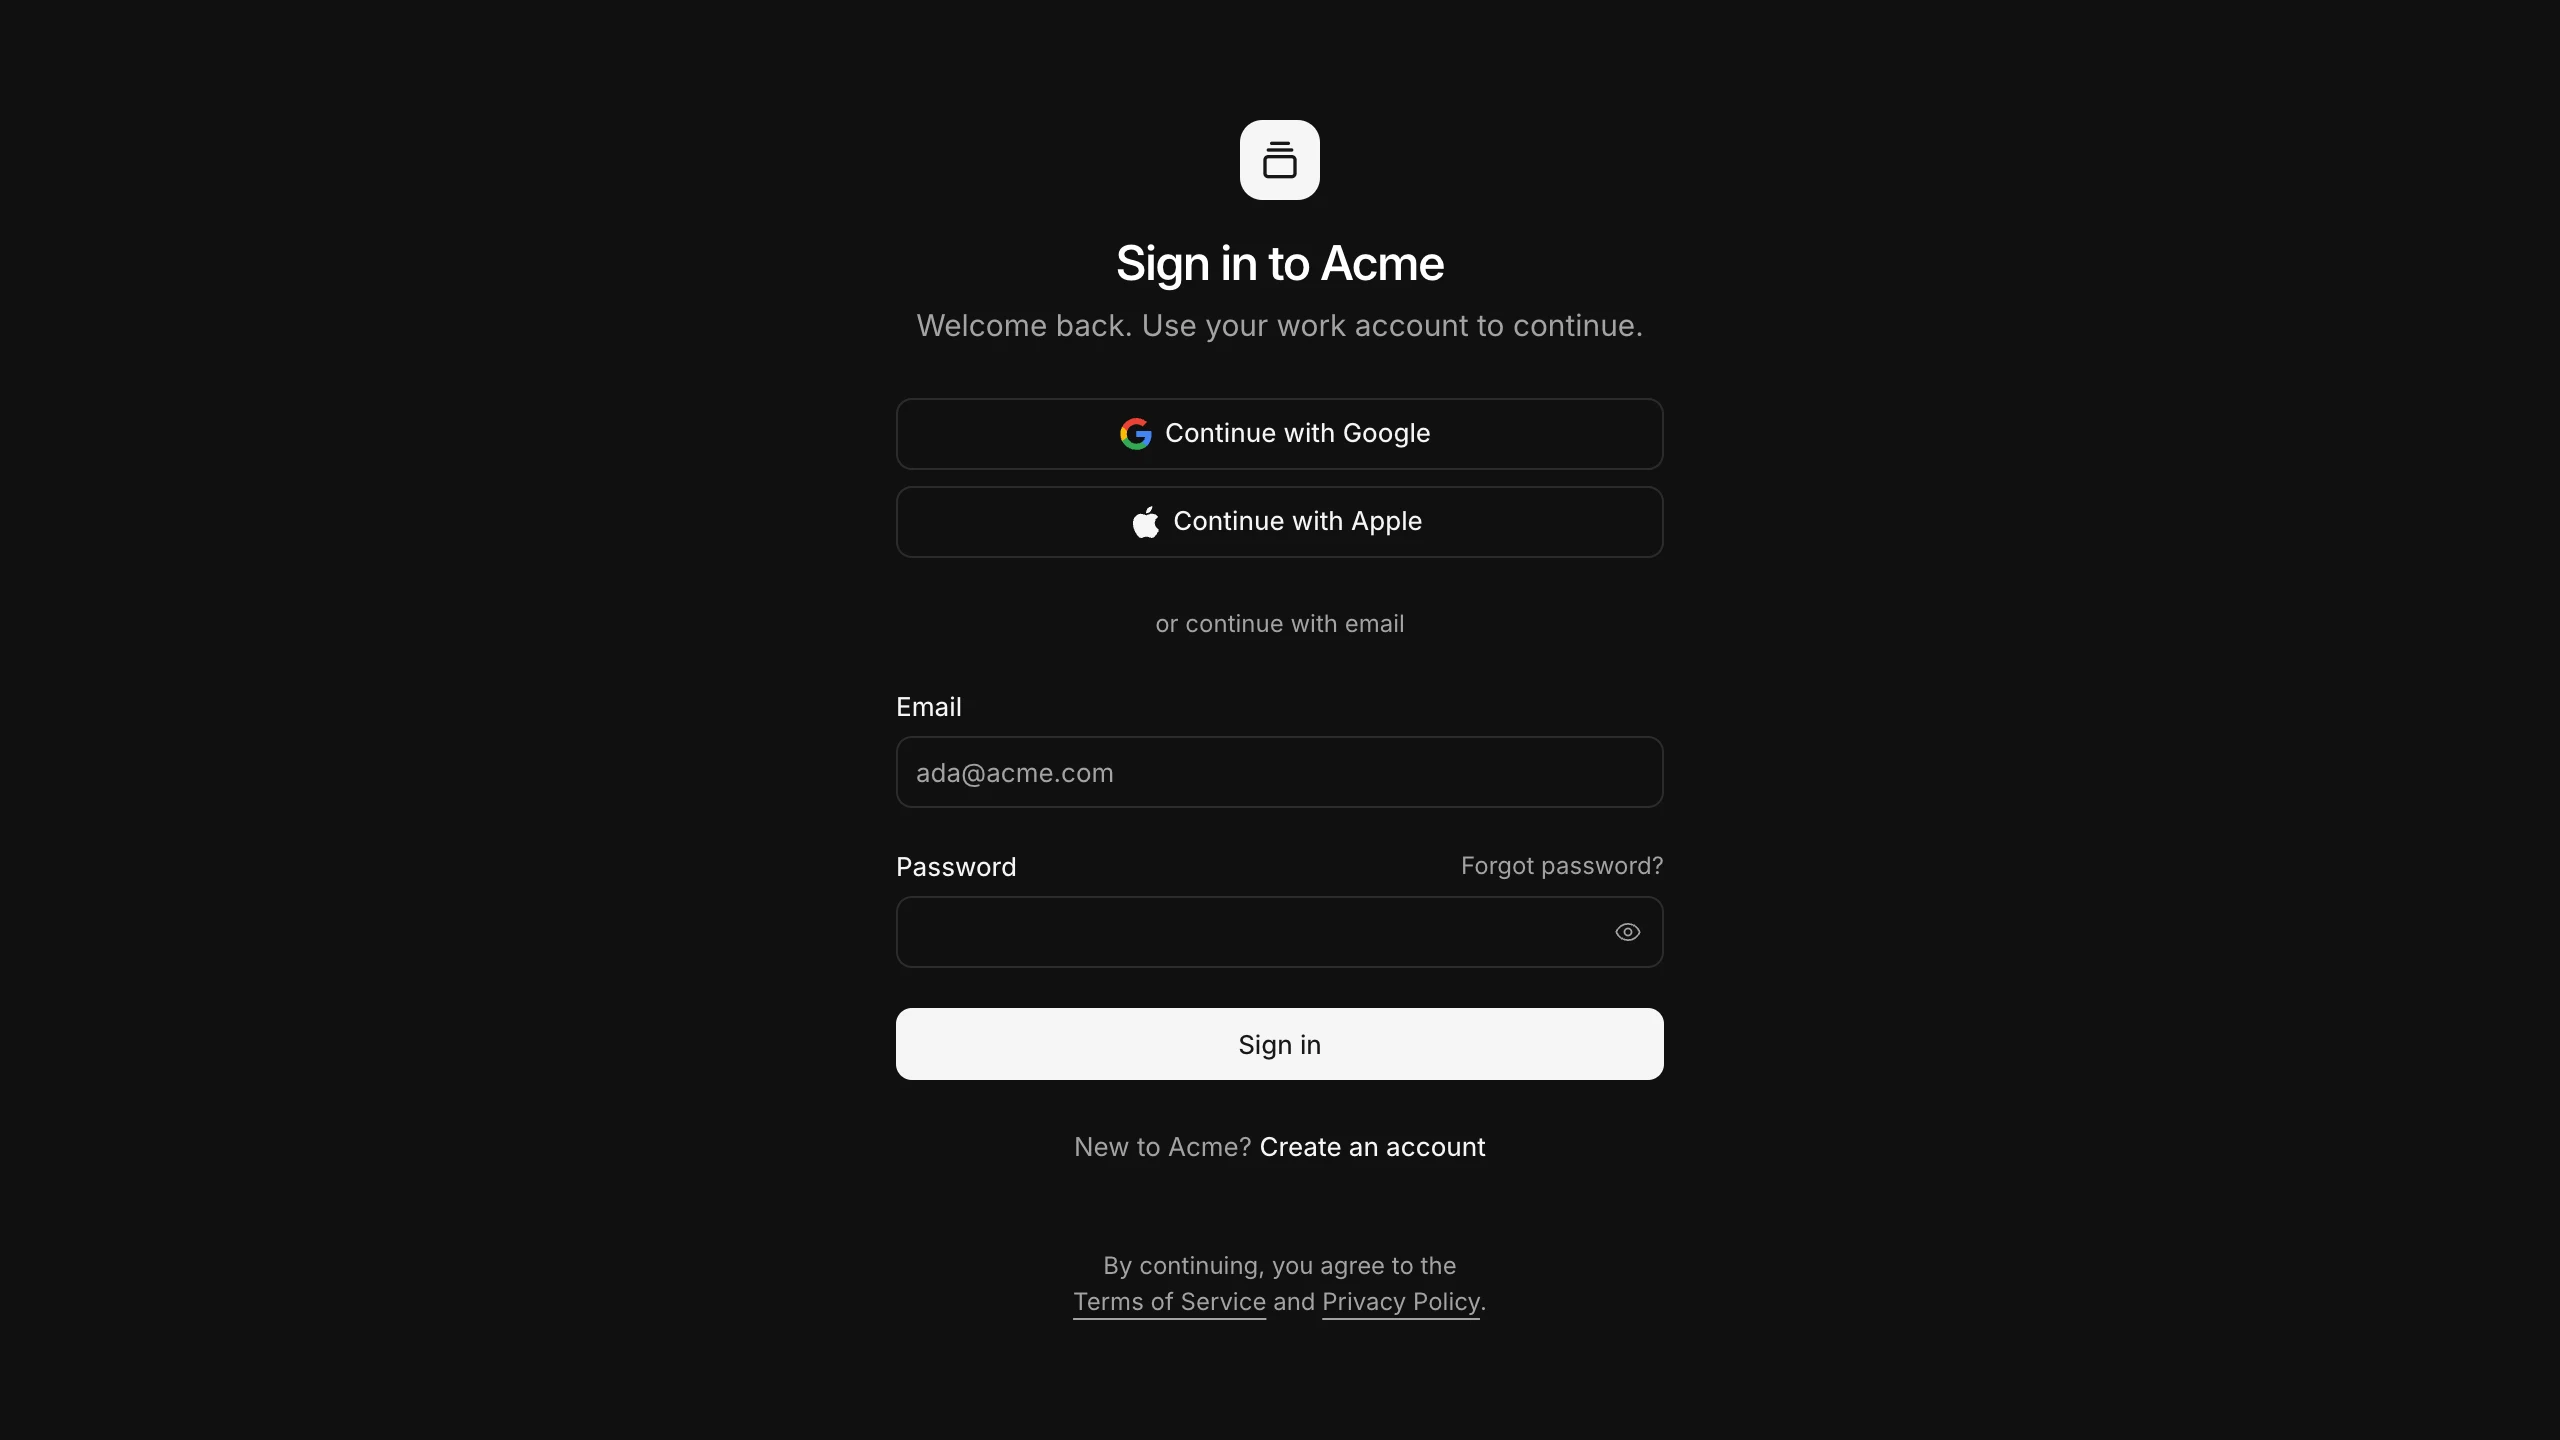 Sign in to Acme
Welcome back. Use your work account to continue.
Continue with Google
Continue with Apple
or continue with email
Email
ada@acme.com
Password
Forgot password?
Sign in
New to Acme? Create an account
By continuing, you agree to the
Terms of Service and Privacy Policy.